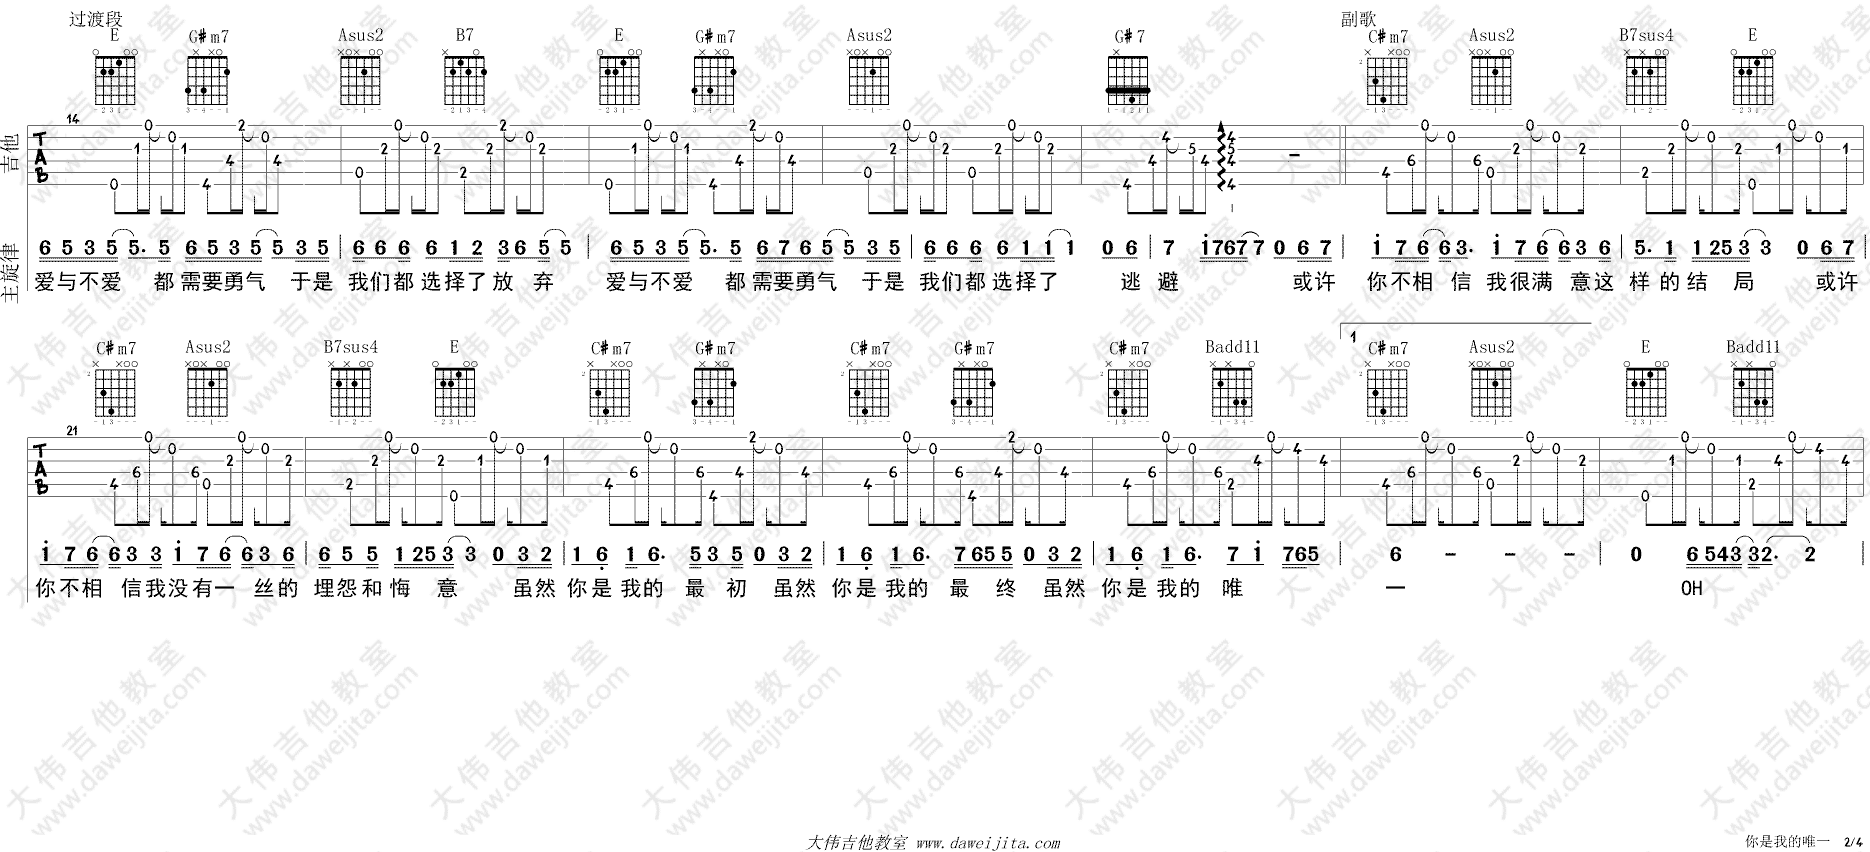 过渡段 副歌
E G#m7 Asus2 B7 E G#m7 Asus2 G#7 C#m7 Asus2 B7sus4 E
14
吉他
TAB
主旋律
6 5 3 5 5. 5 6 5 3 5 5 3 5 | 6 6 6 6 1 2 3 6 5 5 | 6 5 3 5 5. 5 6 7 6 5 5 3 5 | 6 6 6 6 1 1 1 0 6 | 7 i 7 6 7 7 0 6 7 | i 7 6 6 3. i 7 6 6 3 6 | 5. 1 1 2 5 3 3 0 6 7 |
爱与不爱 都需要勇气 于是 我们都选择了放弃 爱与不爱 都需要勇气 于是 我们都选择了 逃避 或许 你不相信我很满意这样的结局 或许
C#m7 Asus2 B7sus4 E C#m7 G#m7 C#m7 G#m7 C#m7 Badd11 C#m7 Asus2 E Badd11
1
21
TAB
i 7 6 6 3 3 i 7 6 6 3 6 | 6 5 5 1 2 5 3 3 0 3 2 | 1 6 1 6. 5 3 5 0 3 2 | 1 6 1 6. 7 6 5 5 0 3 2 | 1 6 1 6. 7 i 7 6 5 | 6 - - - | 0 6 5 4 3 3 2. 2 |
你不相信我没有一丝的埋怨和悔意 虽然你是我的最初虽然你是我的最终虽然你是我的唯 一 OH
大伟吉他教室 www.daweijita.com
你是我的唯一 2/4